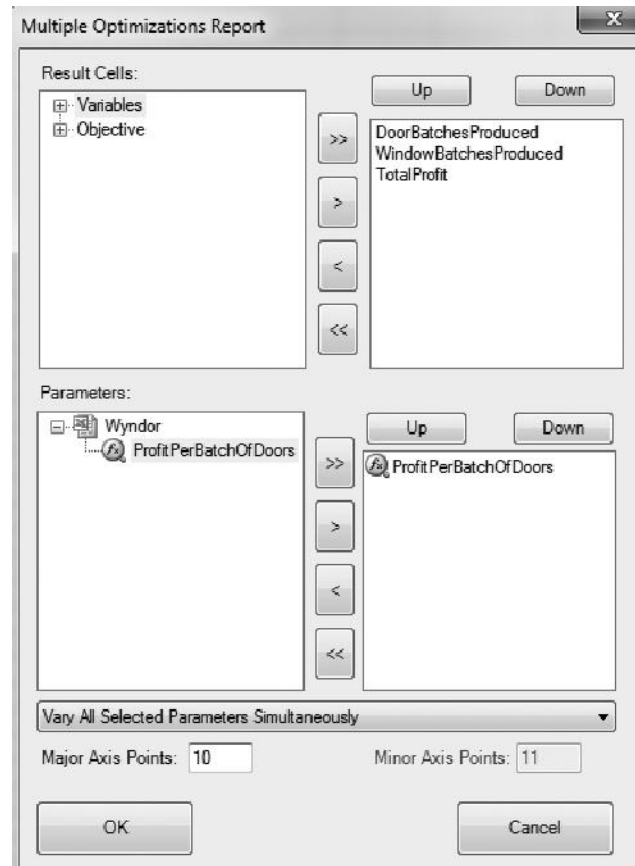 Multiple Optimizations Report
X
Result Cells:
Up
Down
Variables
Objective
>>
>
<
<<
DoorBatchesProduced
WindowBatchesProduced
TotalProfit
Parameters:
Wyndor
ProfitPerBatchOfDoors
Up
Down
>>
>
<
<<
fx ProfitPerBatchOfDoors
Vary All Selected Parameters Simultaneously
Major Axis Points: 10
Minor Axis Points: 11
OK
Cancel